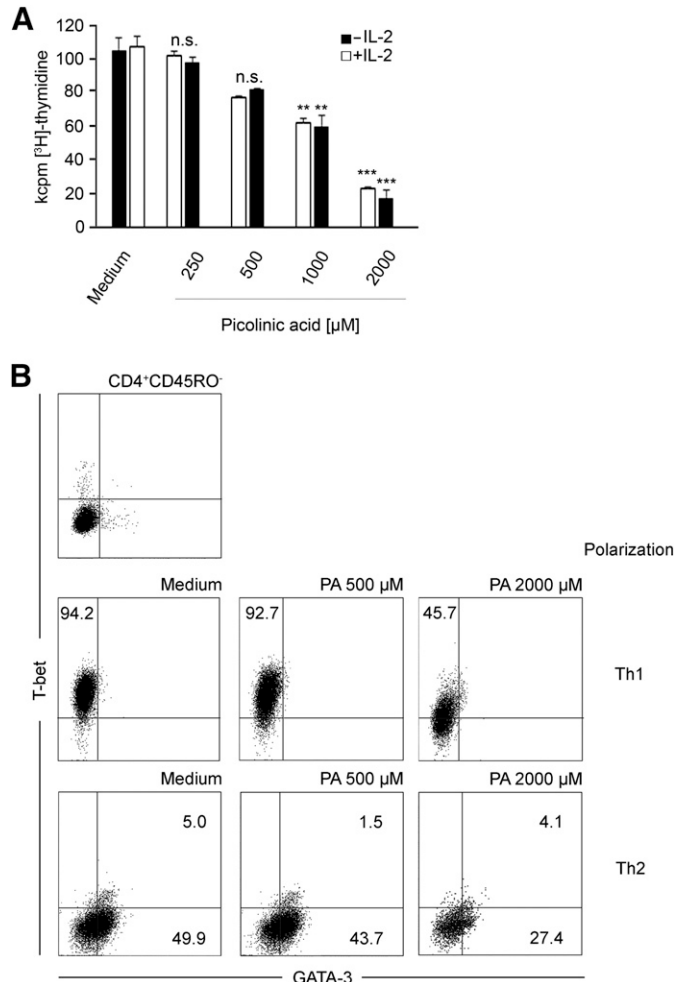 A
120
100
80
60
40
20
0
kcpm [³H]-thymidine
–IL-2
+IL-2
n.s.
n.s.
** **
*** ***
Medium
250
500
1000
2000
Picolinic acid [µM]
B
CD4⁺CD45RO⁻
Polarization
Medium
PA 500 µM
PA 2000 µM
94.2
92.7
45.7
Th1
T-bet
Medium
PA 500 µM
PA 2000 µM
5.0
1.5
4.1
Th2
49.9
43.7
27.4
GATA-3